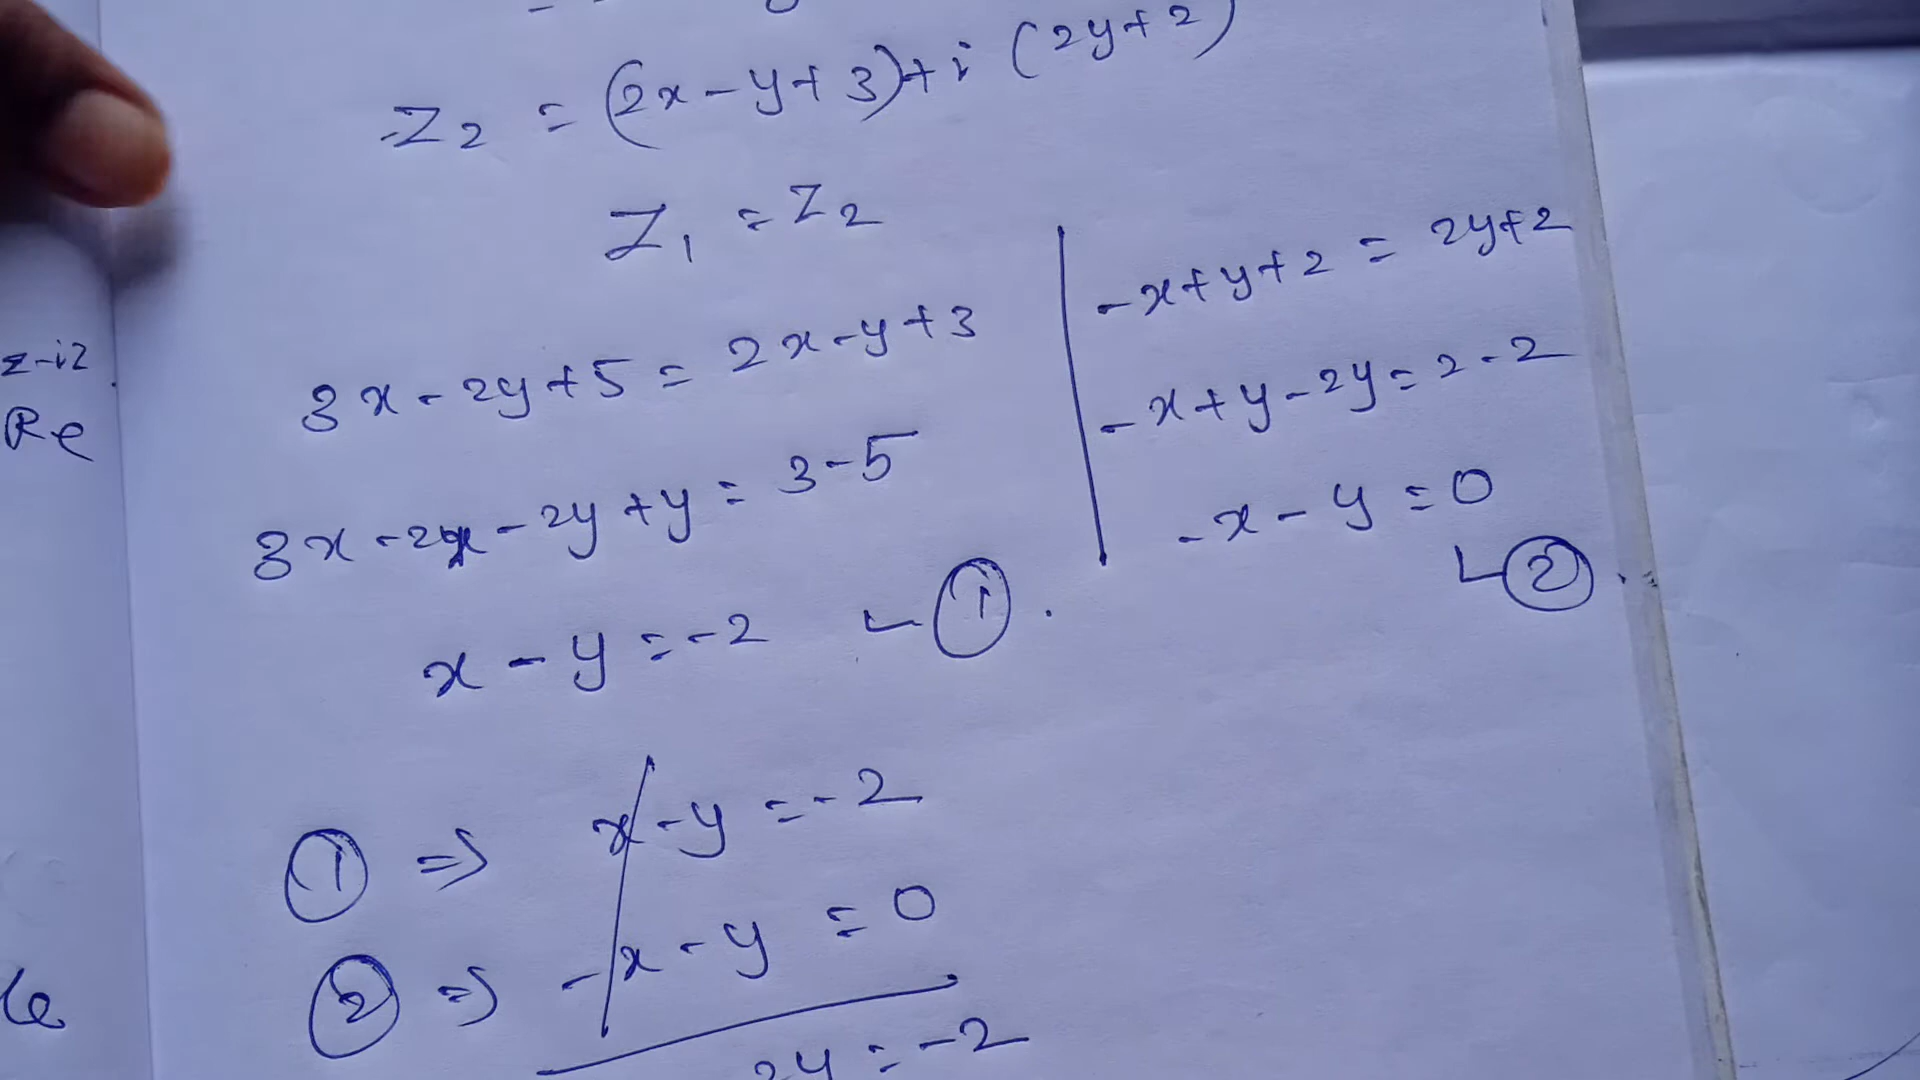 z₂ = (2x-y+3)+i(2y+2)
z₁ = z₂
3x-2y+5 = 2x-y+3
3x-2x-2y+y = 3-5
x-y = -2 ①.
-x+y+2 = 2y+2
-x+y-2y = 2-2
-x-y = 0
②.
① ⇒ x-y = -2
② ⇒ -x-y = 0
2y = -2
z-i2
Re